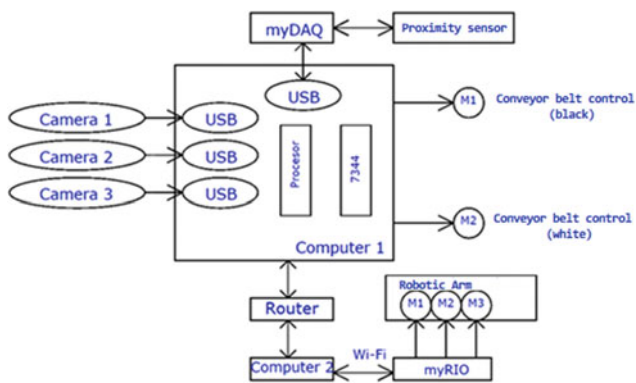 myDAQ
Proximity sensor
USB
M1
Conveyor belt control
(black)
Camera 1
USB
Camera 2
USB
Camera 3
USB
Procesor
7344
M2
Conveyor belt control
(white)
Computer 1
Router
Robotic Arm
M1
M2
M3
Wi-Fi
Computer 2
myRIO